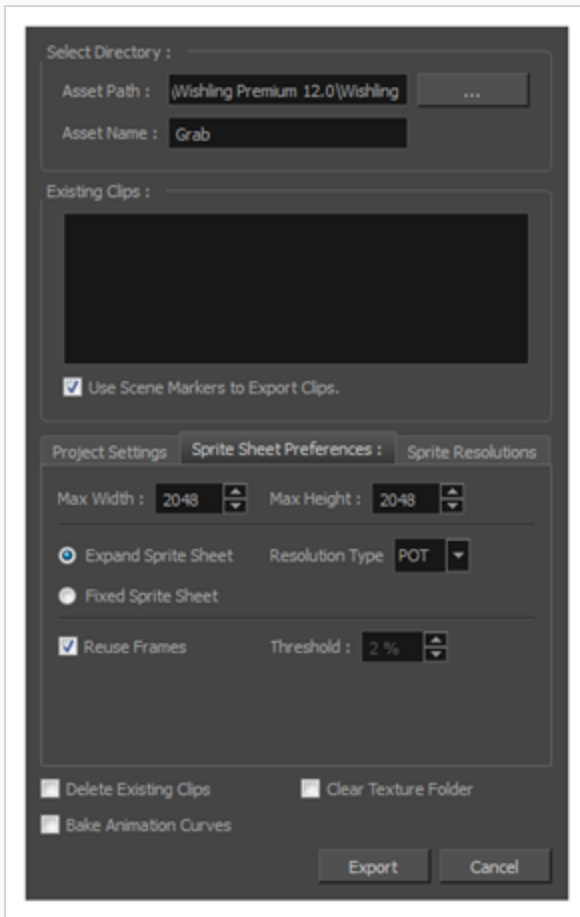 Select Directory :
Asset Path : \Wishling Premium 12.0\Wishling ...
Asset Name : Grab
Existing Clips :
Use Scene Markers to Export Clips.
Project Settings Sprite Sheet Preferences : Sprite Resolutions
Max Width : 2048 Max Height : 2048
Expand Sprite Sheet Resolution Type POT
Fixed Sprite Sheet
Reuse Frames Threshold : 2 %
Delete Existing Clips Clear Texture Folder
Bake Animation Curves
Export Cancel